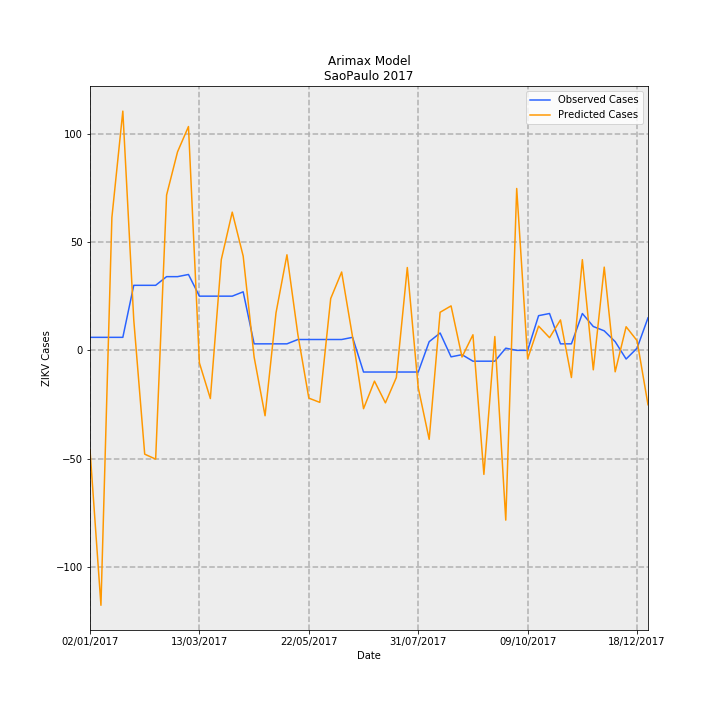 Arimax Model
SaoPaulo 2017
Observed Cases
Predicted Cases
ZIKV Cases
100
50
0
−50
−100
02/01/2017
13/03/2017
22/05/2017
31/07/2017
09/10/2017
18/12/2017
Date